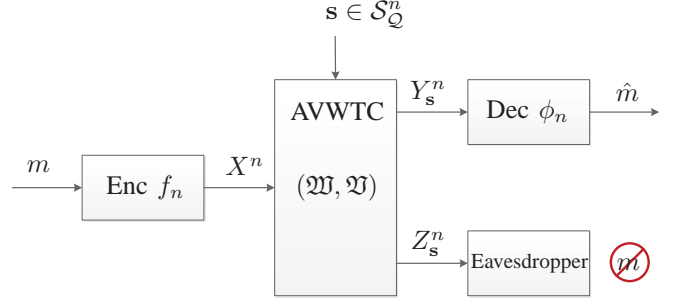 𝐬 ∈ 𝒮_𝒬^n
AVWTC
(𝔚, 𝔙)
m
Enc f_n
X^n
Y_𝐬^n
Dec ϕ_n
m̂
Z_𝐬^n
Eavesdropper
m